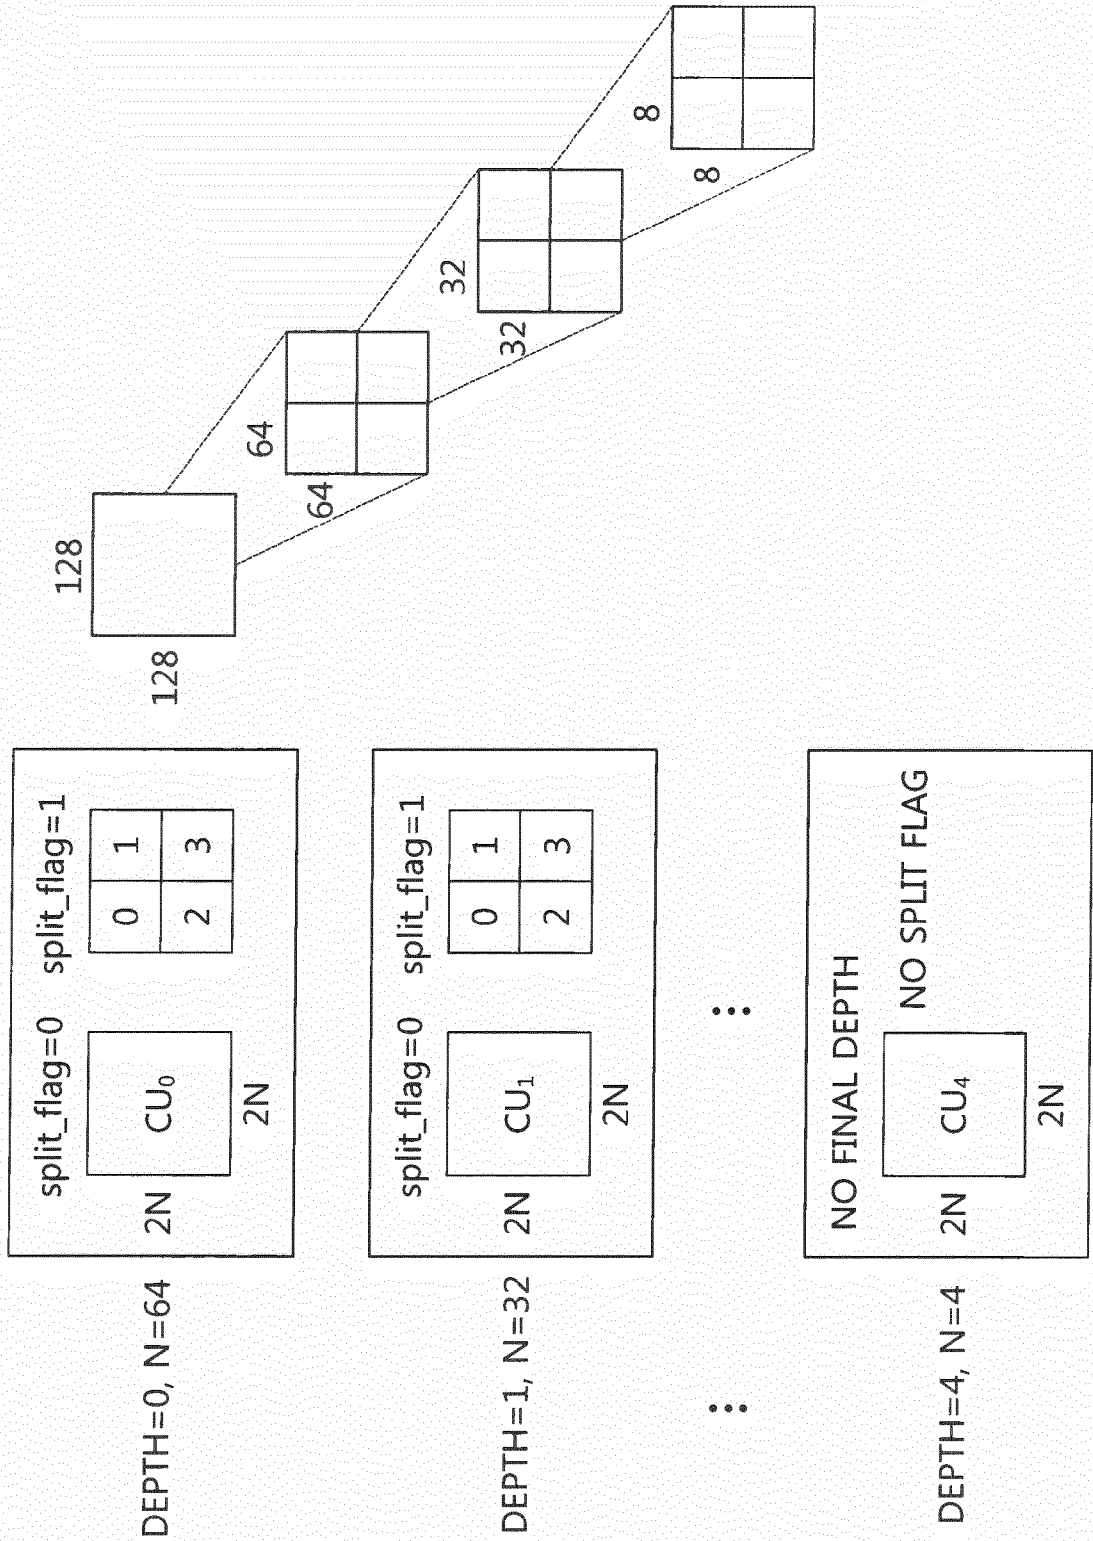 DEPTH=0, N=64
split_flag=0
split_flag=1
CU₀
2N
2N
0
1
2
3
128
128
DEPTH=1, N=32
split_flag=0
split_flag=1
CU₁
2N
2N
0
1
2
3
64
64
32
32
8
8
DEPTH=4, N=4
NO FINAL DEPTH
NO SPLIT FLAG
CU₄
2N
2N